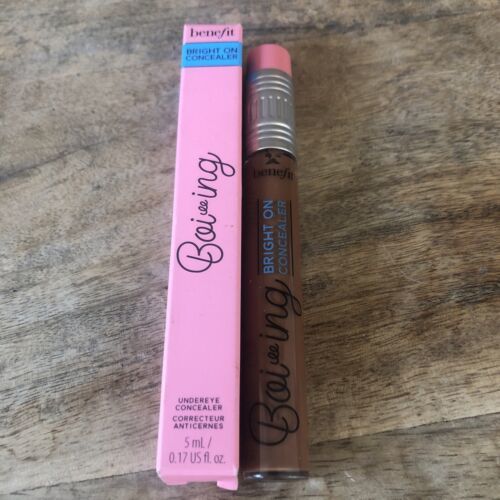 benefit
BRIGHT ON
CONCEALER
Boi-ing
UNDEREYE
CONCEALER
CORRECTEUR
ANTICERNES
5 mL /
0.17 US fl. oz.
benefit
Boi-ing
BRIGHT ON
CONCEALER